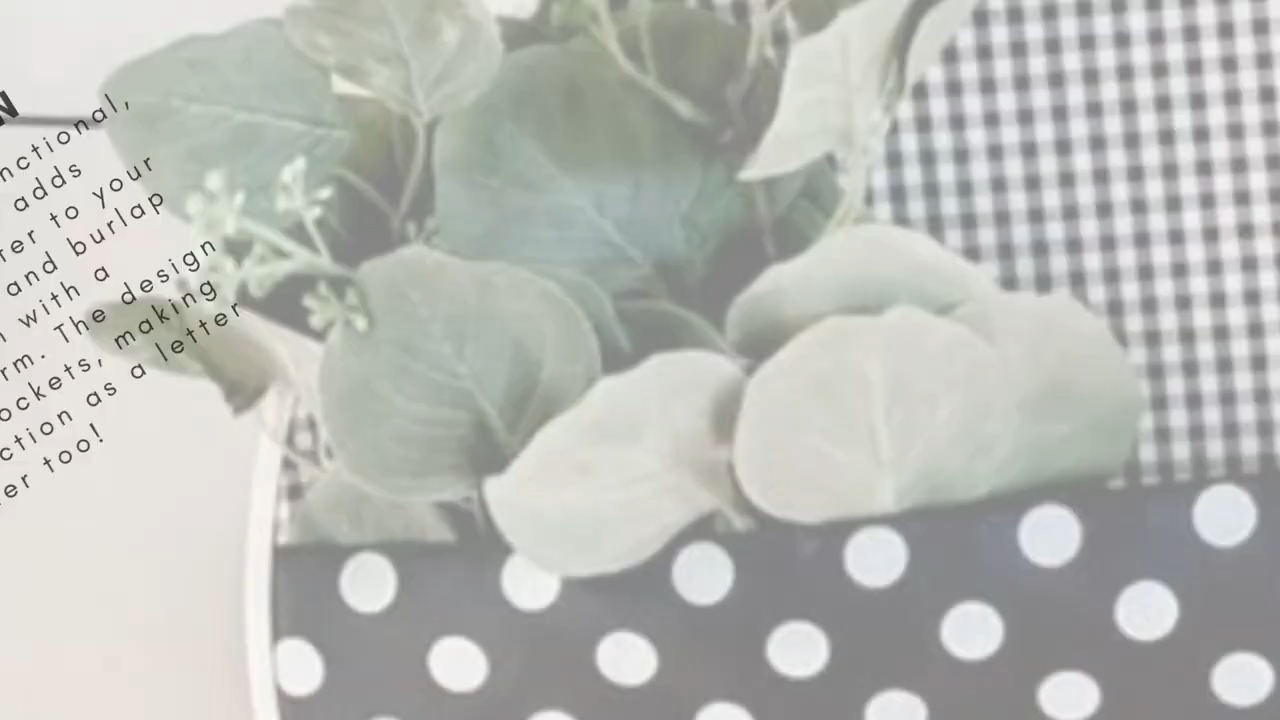 N
nctional,
adds
er to your
and burlap
with a
rm. The design
ockets, making
ction as a letter
er too!